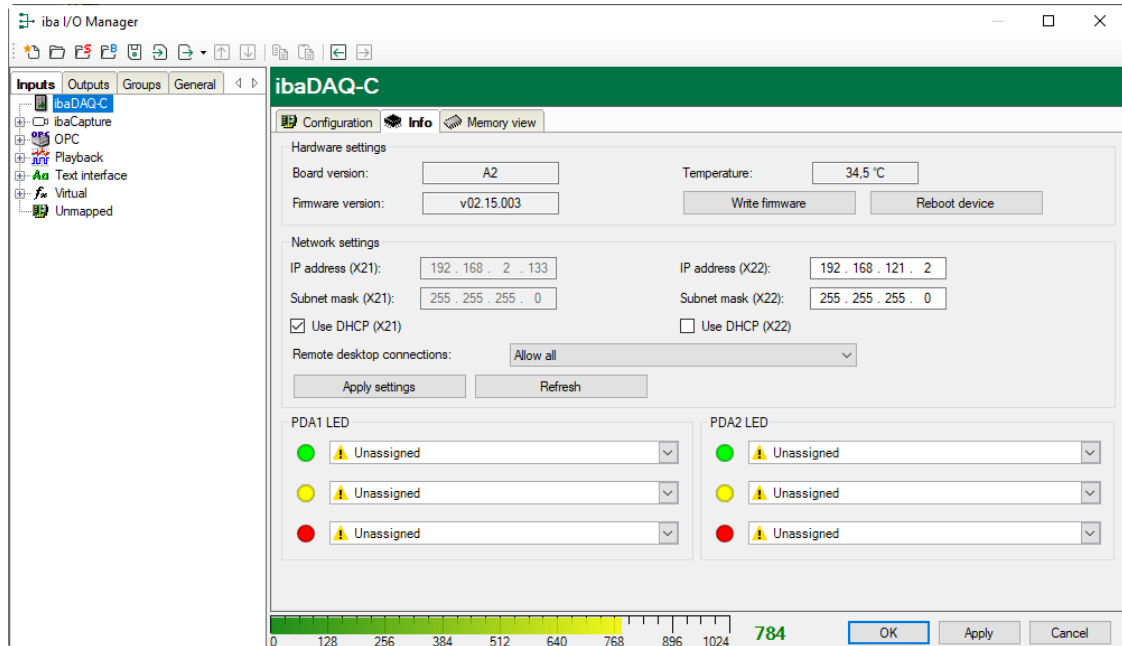 iba I/O Manager
Inputs Outputs Groups General
ibaDAQ-C
ibaCapture
OPC OPC
Playback
Aa Text interface
fx Virtual
Unmapped
ibaDAQ-C
Configuration Info Memory view
Hardware settings
Board version: A2 Temperature: 34,5 °C
Firmware version: v02.15.003 Write firmware Reboot device
Network settings
IP address (X21): 192 . 168 . 2 . 133 IP address (X22): 192 . 168 . 121 . 2
Subnet mask (X21): 255 . 255 . 255 . 0 Subnet mask (X22): 255 . 255 . 255 . 0
Use DHCP (X21) Use DHCP (X22)
Remote desktop connections: Allow all
Apply settings Refresh
PDA1 LED PDA2 LED
Unassigned Unassigned
Unassigned Unassigned
Unassigned Unassigned
0 128 256 384 512 640 768 896 1024 784 OK Apply Cancel